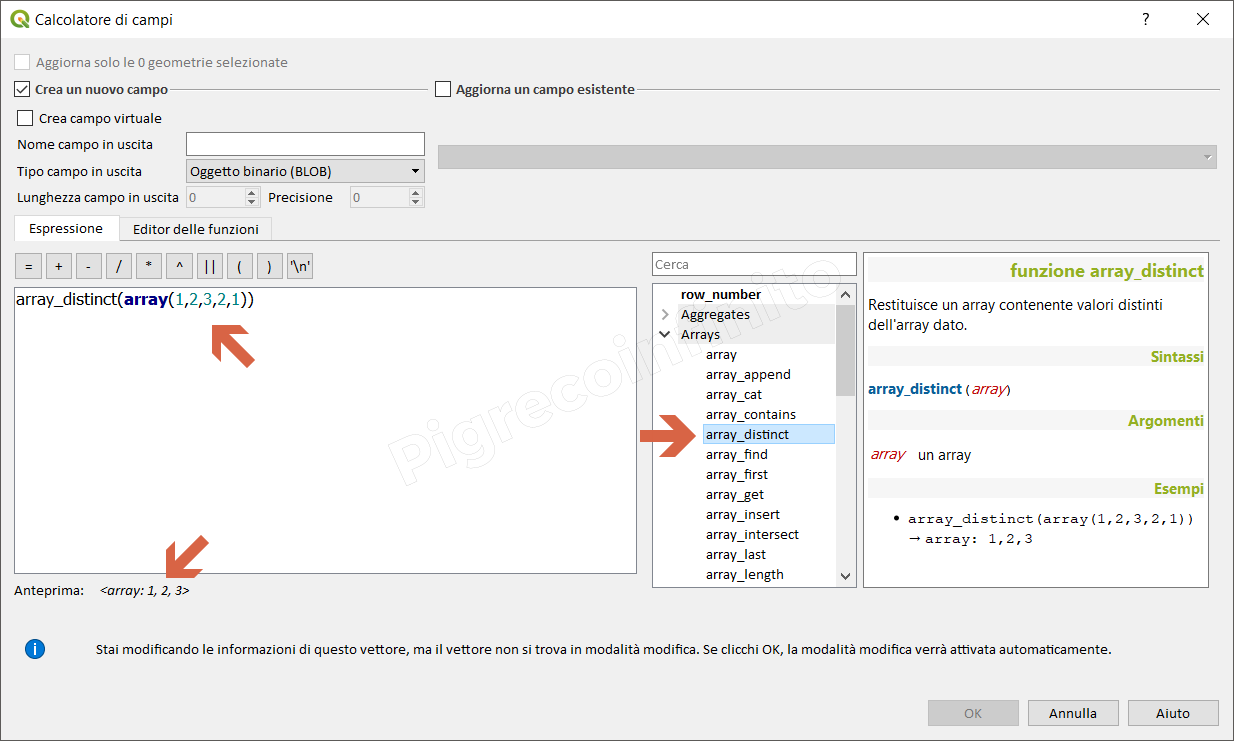 Calcolatore di campi
?
Aggiorna solo le 0 geometrie selezionate
Crea un nuovo campo
Aggiorna un campo esistente
Crea campo virtuale
Nome campo in uscita
Tipo campo in uscita
Oggetto binario (BLOB)
Lunghezza campo in uscita
0
Precisione
0
Espressione
Editor delle funzioni
= + - / * ^ || ( ) '\n'
array_distinct(array(1,2,3,2,1))
Anteprima: <array: 1, 2, 3>
Cerca
row_number
Aggregates
Arrays
array
array_append
array_cat
array_contains
array_distinct
array_find
array_first
array_get
array_insert
array_intersect
array_last
array_length
funzione array_distinct
Restituisce un array contenente valori distinti
dell'array dato.
Sintassi
array_distinct (array)
Argomenti
array un array
Esempi
• array_distinct(array(1,2,3,2,1))
→ array: 1,2,3
Pigrecoinfinito
Stai modificando le informazioni di questo vettore, ma il vettore non si trova in modalità modifica. Se clicchi OK, la modalità modifica verrà attivata automaticamente.
OK
Annulla
Aiuto